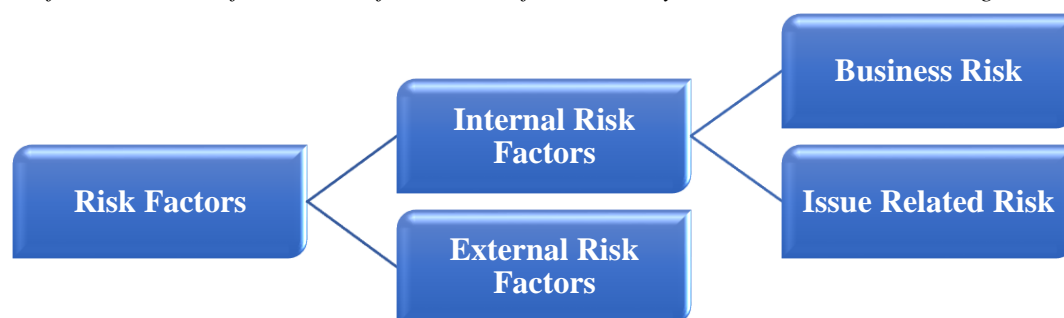 Risk Factors
Internal Risk
Factors
External Risk
Factors
Business Risk
Issue Related Risk